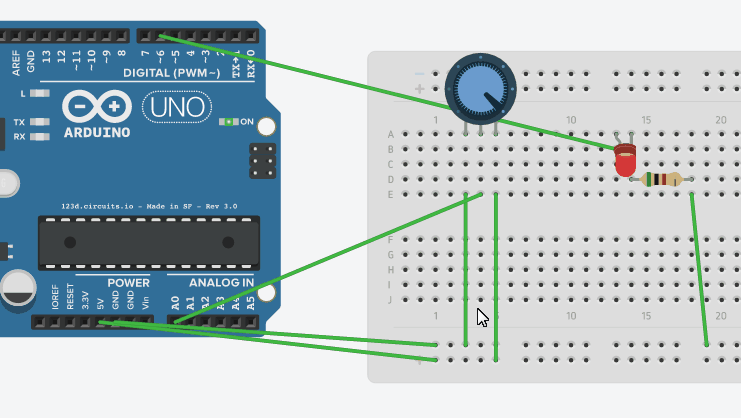 AREF
GND
13
12
~11
~10
~9
8
7
~6
~5
4
~3
2
TX→1
RX←0
DIGITAL (PWM~)
L
TX
RX
UNO
ON
ARDUINO
123d.circuits.io - Made in SF - Rev 3.0
POWER
ANALOG IN
IOREF
RESET
3.3V
5V
GND
GND
Vin
A0
A1
A2
A3
A4
A5
−
+
1
10
15
20
A
B
C
D
E
F
G
H
I
J
1
10
15
20